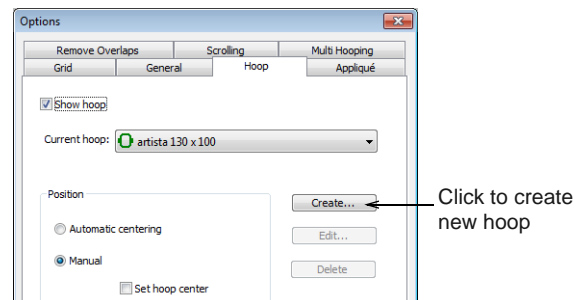 Options
Remove Overlaps Scrolling Multi Hooping
Grid General Hoop Appliqué
Show hoop
Current hoop: artista 130 x 100
Position
Create...
Click to create
new hoop
Automatic centering
Edit...
Manual
Delete
Set hoop center